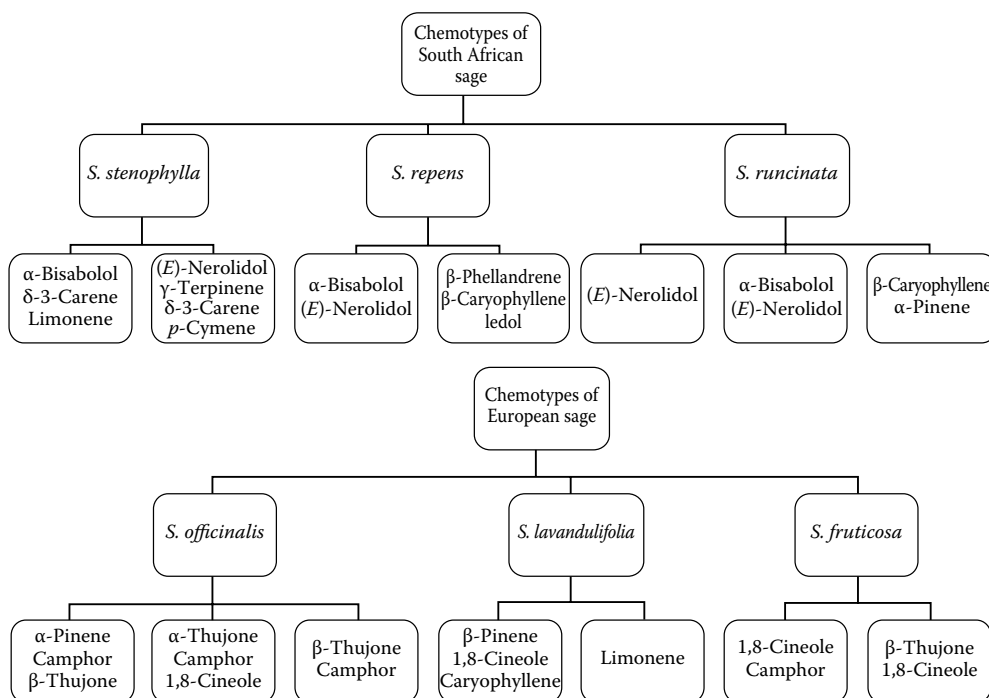 Chemotypes of
South African
sage
S. stenophylla
S. repens
S. runcinata
α-Bisabolol
δ-3-Carene
Limonene
(E)-Nerolidol
γ-Terpinene
δ-3-Carene
p-Cymene
α-Bisabolol
(E)-Nerolidol
β-Phellandrene
β-Caryophyllene
ledol
(E)-Nerolidol
α-Bisabolol
(E)-Nerolidol
β-Caryophyllene
α-Pinene
Chemotypes of
European sage
S. officinalis
S. lavandulifolia
S. fruticosa
α-Pinene
Camphor
β-Thujone
α-Thujone
Camphor
1,8-Cineole
β-Thujone
Camphor
β-Pinene
1,8-Cineole
Caryophyllene
Limonene
1,8-Cineole
Camphor
β-Thujone
1,8-Cineole